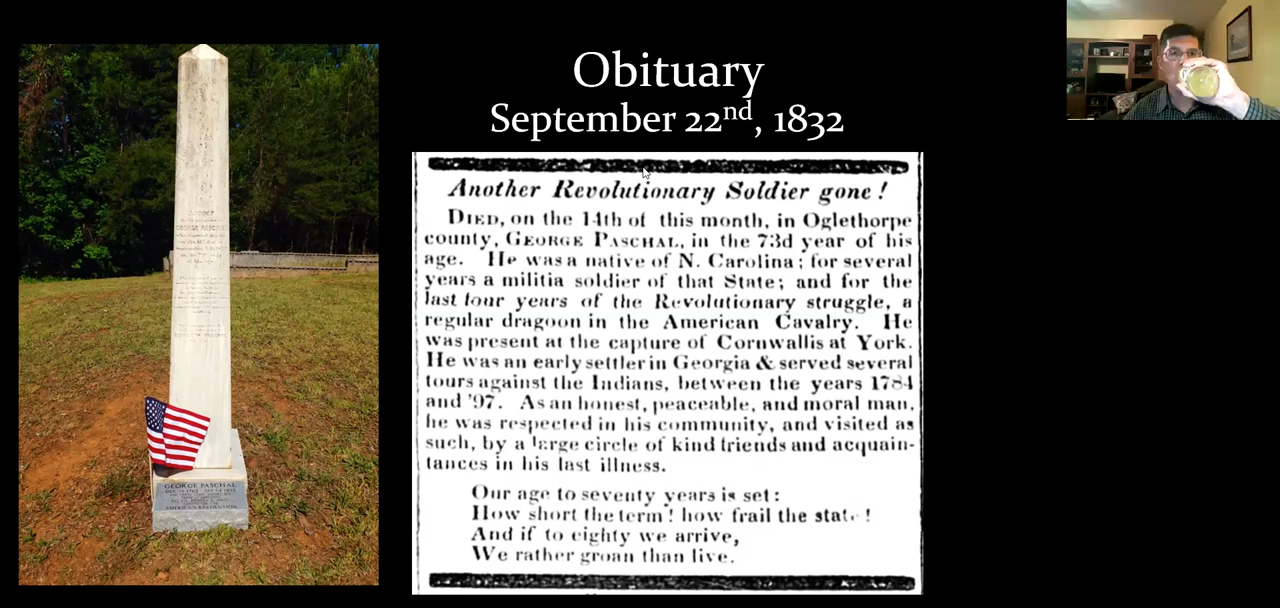 Obituary
September 22nd, 1832
Another Revolutionary Soldier gone!
DIED, on the 14th of this month, in Oglethorpe
county, GEORGE PASCHAL, in the 73d year of his
age. He was a native of N. Carolina; for several
years a militia soldier of that State; and for the
last four years of the Revolutionary struggle, a
regular dragoon in the American Cavalry. He
was present at the capture of Cornwallis at York.
He was an early settler in Georgia & served several
tours against the Indians, between the years 1784
and '97. As an honest, peaceable, and moral man,
he was respected in his community, and visited as
such, by a large circle of kind friends and acquain-
tances in his last illness.
Our age to seventy years is set:
How short the term! how frail the state!
And if to eighty we arrive,
We rather groan than live.
GEORGE PASCHAL
GEORGE PASCHAL
AMERICAN REVOLUTION